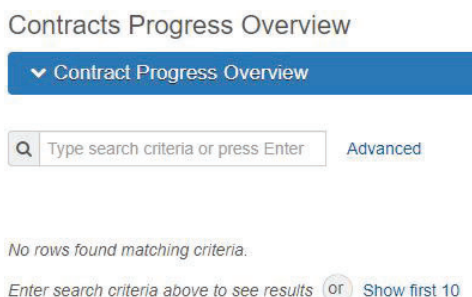 Contracts Progress Overview
Contract Progress Overview
Type search criteria or press Enter Advanced
No rows found matching criteria.
Enter search criteria above to see results or Show first 10